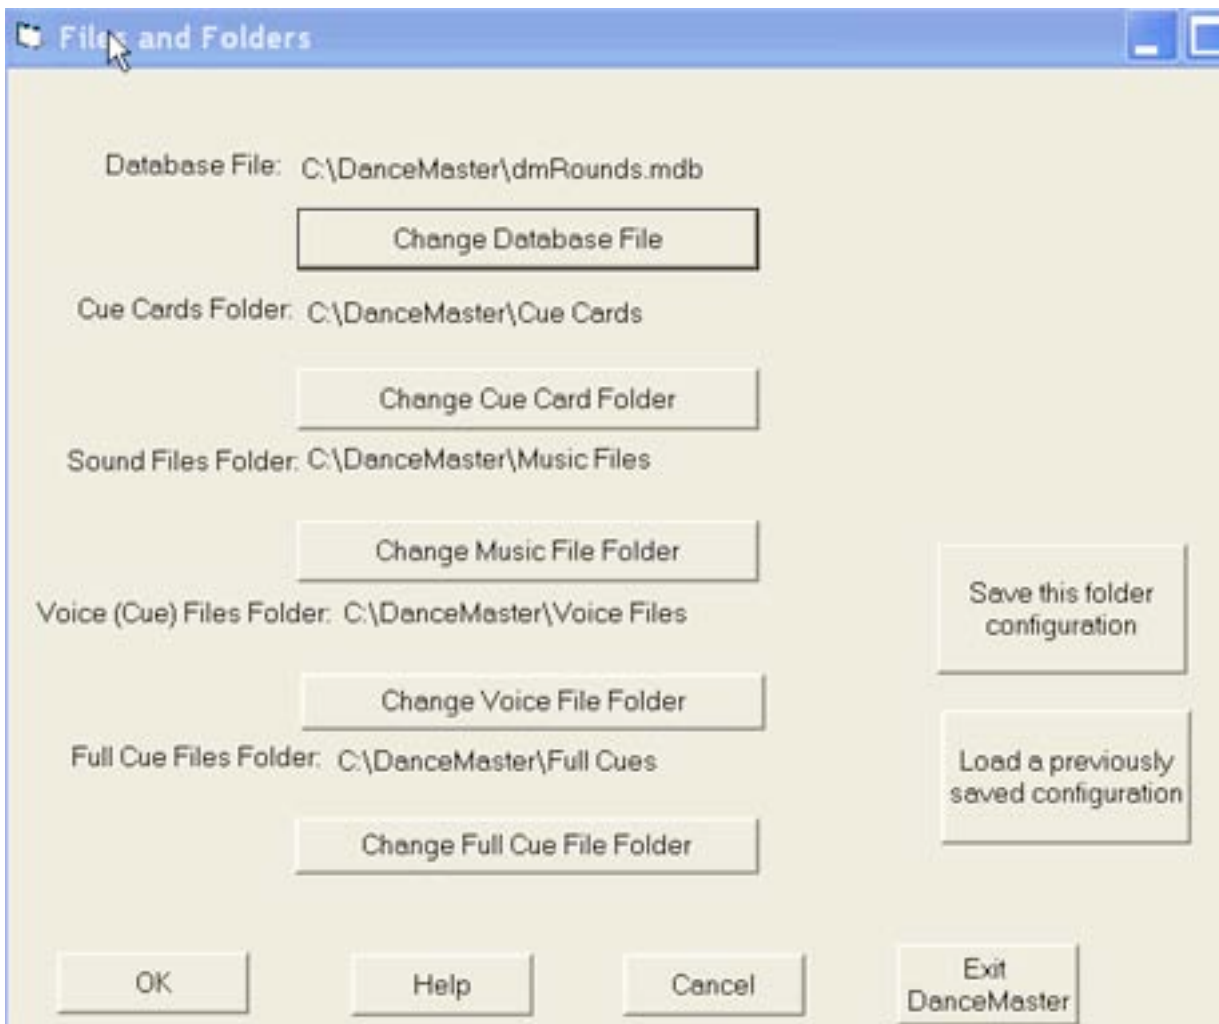 Files and Folders
Database File: C:\DanceMaster\dmRounds.mdb
Change Database File
Cue Cards Folder: C:\DanceMaster\Cue Cards
Change Cue Card Folder
Sound Files Folder: C:\DanceMaster\Music Files
Change Music File Folder
Voice (Cue) Files Folder: C:\DanceMaster\Voice Files
Change Voice File Folder
Full Cue Files Folder: C:\DanceMaster\Full Cues
Change Full Cue File Folder
Save this folder
configuration
Load a previously
saved configuration
OK
Help
Cancel
Exit
DanceMaster